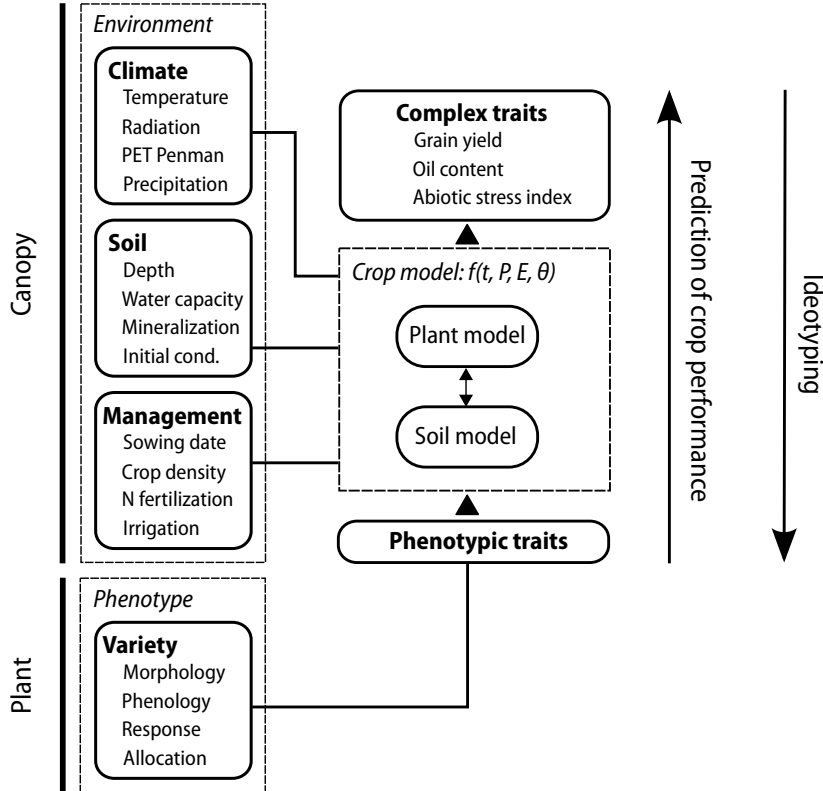 Canopy
Environment
Climate
Temperature
Radiation
PET Penman
Precipitation
Soil
Depth
Water capacity
Mineralization
Initial cond.
Management
Sowing date
Crop density
N fertilization
Irrigation
Plant
Phenotype
Variety
Morphology
Phenology
Response
Allocation
Complex traits
Grain yield
Oil content
Abiotic stress index
Crop model: f(t, P, E, θ)
Plant model
Soil model
Phenotypic traits
Prediction of crop performance
Ideotyping